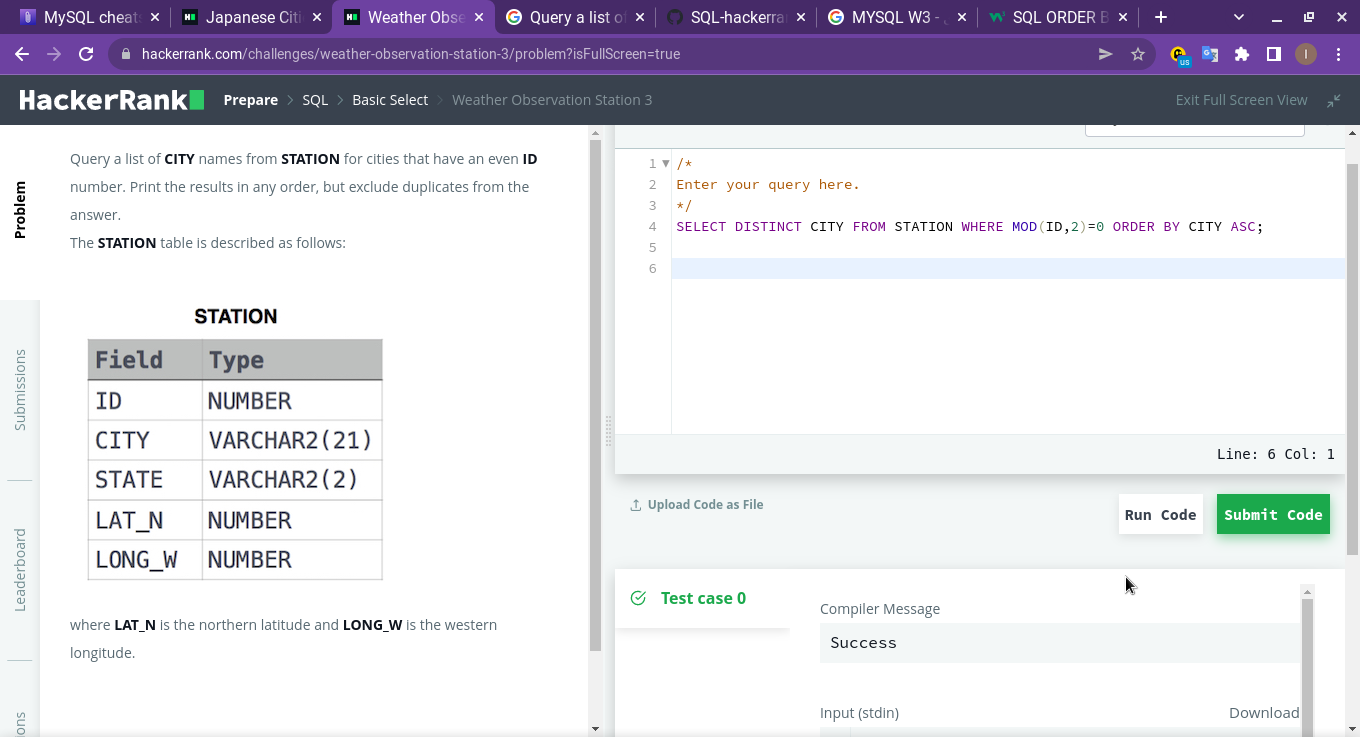 MySQL cheat
Japanese Cit
Weather Obse
Query a list of
SQL-hackerra
MYSQL W3 -
SQL ORDER B
hackerrank.com/challenges/weather-observation-station-3/problem?isFullScreen=true
us
I
HackerRank
Prepare > SQL > Basic Select > Weather Observation Station 3
Exit Full Screen View
Problem
Submissions
Leaderboard
ons
Query a list of CITY names from STATION for cities that have an even ID
number. Print the results in any order, but exclude duplicates from the
answer.
The STATION table is described as follows:
STATION
Field Type
ID NUMBER
CITY VARCHAR2(21)
STATE VARCHAR2(2)
LAT_N NUMBER
LONG_W NUMBER
where LAT_N is the northern latitude and LONG_W is the western
longitude.
1 /*
2 Enter your query here.
3 */
4 SELECT DISTINCT CITY FROM STATION WHERE MOD(ID,2)=0 ORDER BY CITY ASC;
5
6
Line: 6 Col: 1
Upload Code as File
Run Code
Submit Code
Test case 0
Compiler Message
Success
Input (stdin)
Download